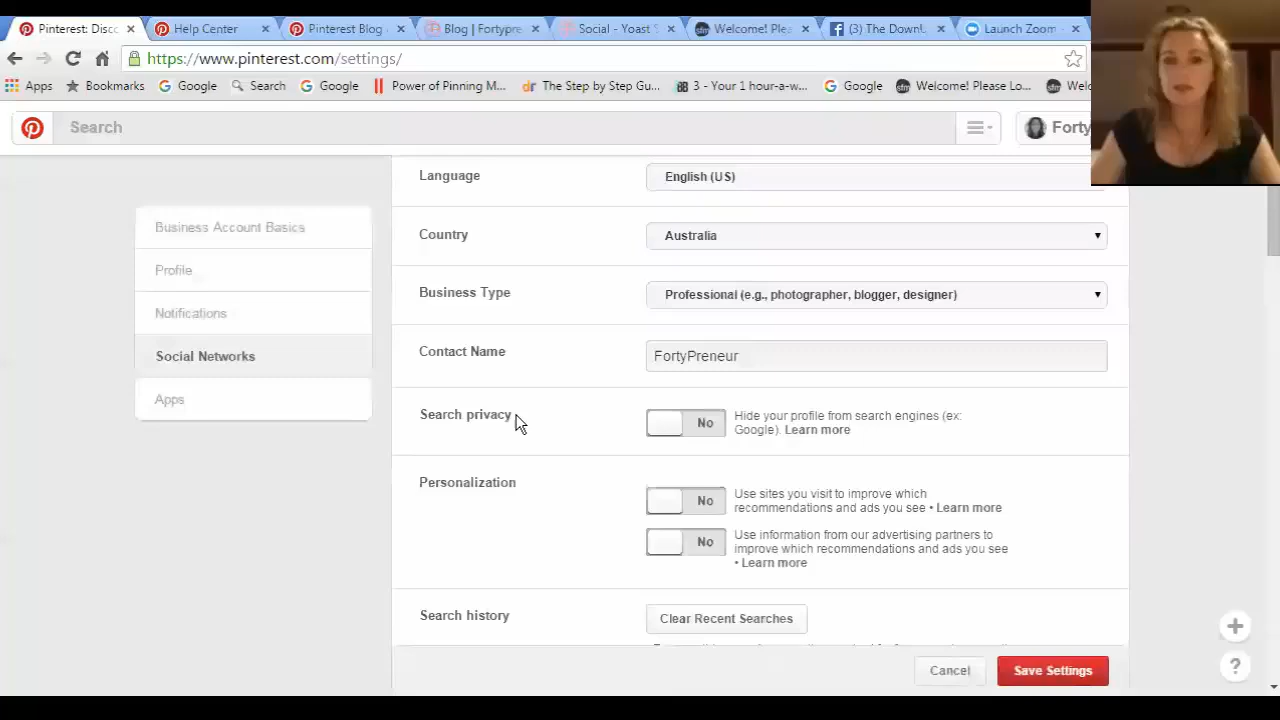 Pinterest: Disco
Help Center
Pinterest Blog
Blog | Fortypre
Social - Yoast
Welcome! Plea
(3) The DownL
Launch Zoom
https://www.pinterest.com/settings/
Apps
Bookmarks
Google
Search
Google
Power of Pinning M...
The Step by Step Gu...
3 - Your 1 hour-a-w...
Google
Welcome! Please Lo...
Welc
Search
Forty
Language
English (US)
Business Account Basics
Profile
Notifications
Social Networks
Apps
Country
Australia
Business Type
Professional (e.g., photographer, blogger, designer)
Contact Name
FortyPreneur
Search privacy
No
Hide your profile from search engines (ex:
Google). Learn more
Personalization
No
Use sites you visit to improve which
recommendations and ads you see • Learn more
No
Use information from our advertising partners to
improve which recommendations and ads you see
• Learn more
Search history
Clear Recent Searches
Cancel
Save Settings